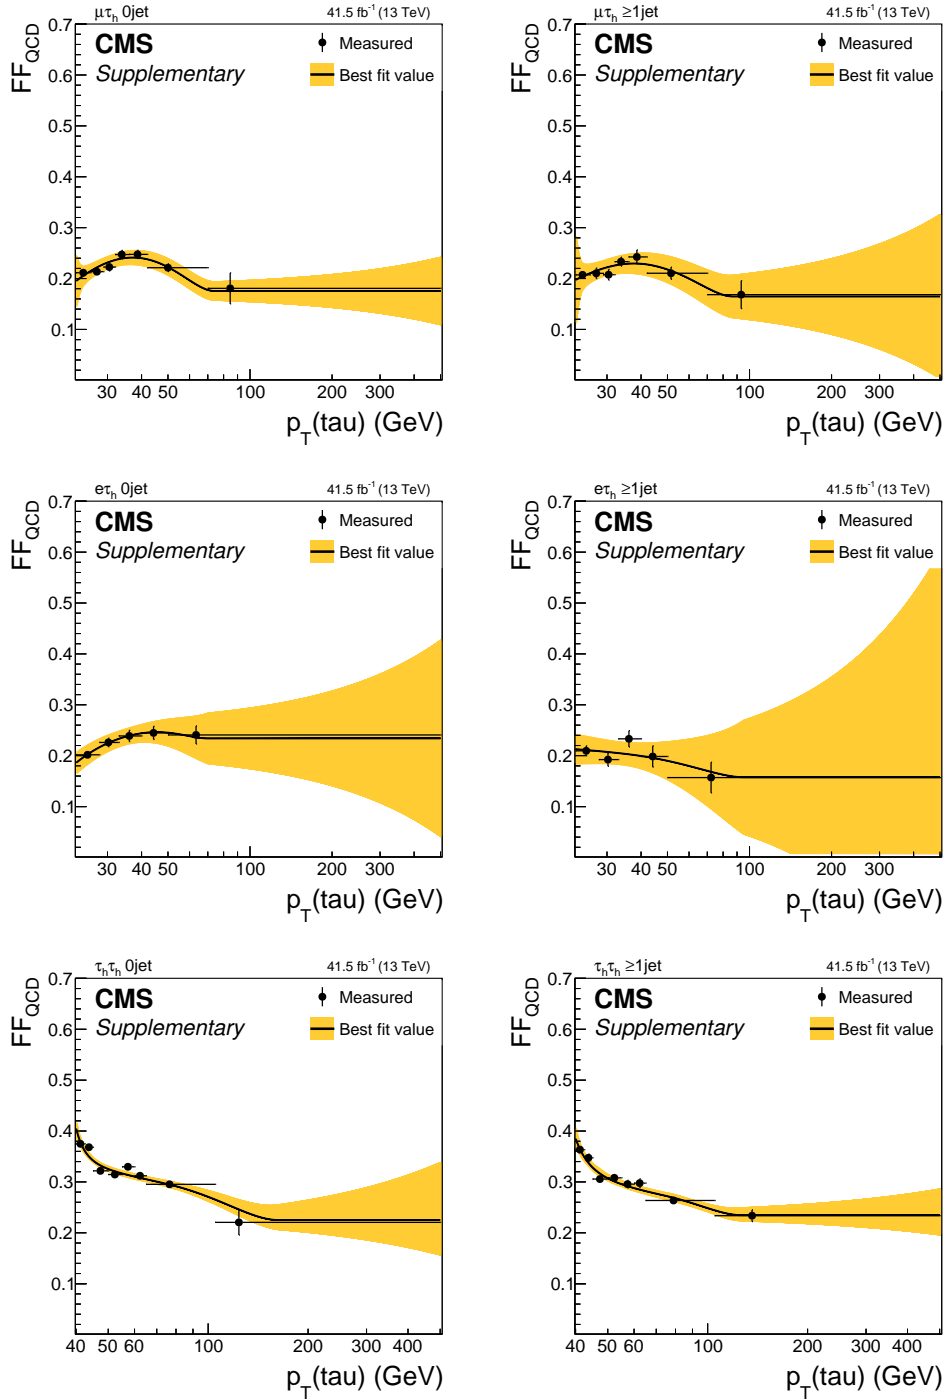 μτh 0jet 41.5 fb-1 (13 TeV)
FFQCD
CMS
Supplementary
Measured
Best fit value
0.7
0.6
0.5
0.4
0.3
0.2
0.1
30 40 50 100 200 300
pT(tau) (GeV)
μτh ≥1jet 41.5 fb-1 (13 TeV)
FFQCD
CMS
Supplementary
Measured
Best fit value
0.7
0.6
0.5
0.4
0.3
0.2
0.1
30 40 50 100 200 300
pT(tau) (GeV)
eτh 0jet 41.5 fb-1 (13 TeV)
FFQCD
CMS
Supplementary
Measured
Best fit value
0.7
0.6
0.5
0.4
0.3
0.2
0.1
30 40 50 100 200 300
pT(tau) (GeV)
eτh ≥1jet 41.5 fb-1 (13 TeV)
FFQCD
CMS
Supplementary
Measured
Best fit value
0.7
0.6
0.5
0.4
0.3
0.2
0.1
30 40 50 100 200 300
pT(tau) (GeV)
τhτh 0jet 41.5 fb-1 (13 TeV)
FFQCD
CMS
Supplementary
Measured
Best fit value
0.7
0.6
0.5
0.4
0.3
0.2
0.1
40 50 60 100 200 300 400
pT(tau) (GeV)
τhτh ≥1jet 41.5 fb-1 (13 TeV)
FFQCD
CMS
Supplementary
Measured
Best fit value
0.7
0.6
0.5
0.4
0.3
0.2
0.1
40 50 60 100 200 300 400
pT(tau) (GeV)